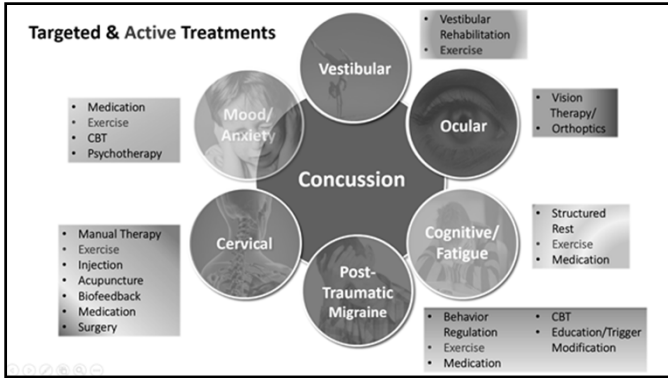 Targeted & Active Treatments
Vestibular
• Vestibular
Rehabilitation
• Exercise
Mood/
Anxiety
• Medication
• Exercise
• CBT
• Psychotherapy
Ocular
• Vision
Therapy/
• Orthoptics
Concussion
Cervical
• Manual Therapy
• Exercise
• Injection
• Acupuncture
• Biofeedback
• Medication
• Surgery
Cognitive/
Fatigue
• Structured
Rest
• Exercise
• Medication
Post-
Traumatic
Migraine
• Behavior
Regulation
• Exercise
• Medication
• CBT
• Education/Trigger
Modification